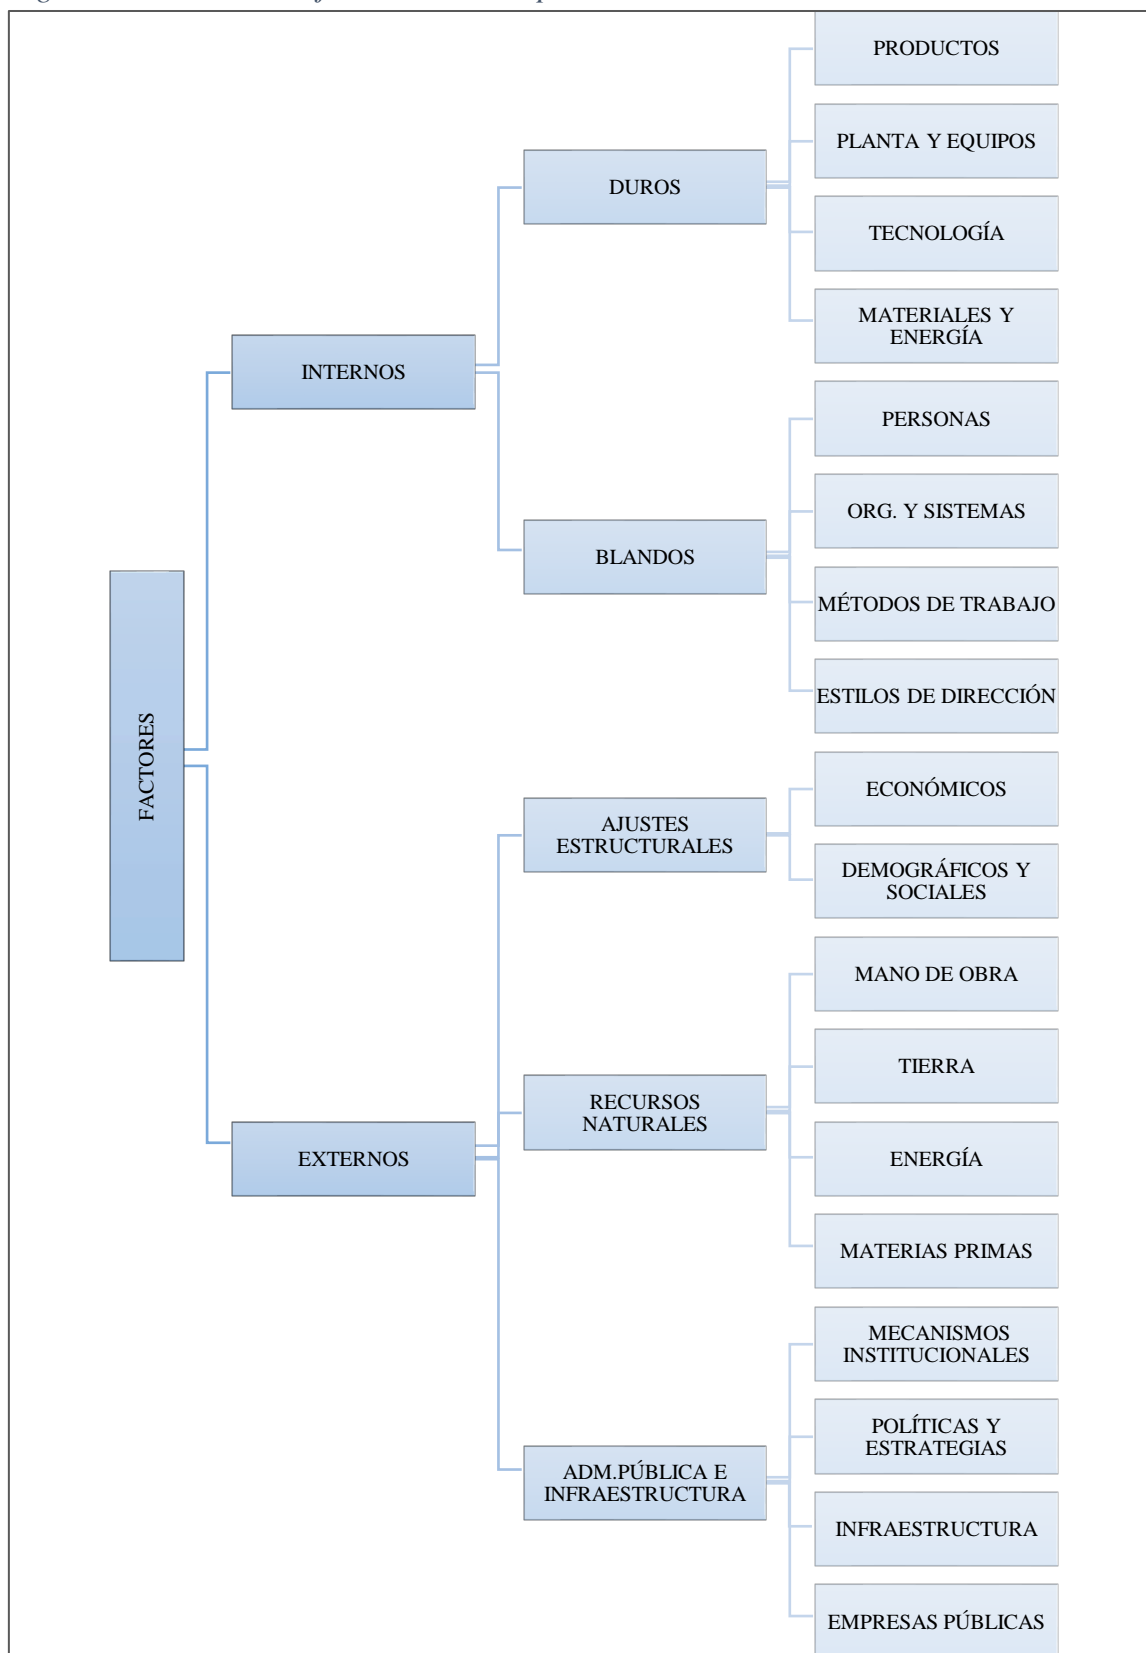 PRODUCTOS
PLANTA Y EQUIPOS
DUROS
TECNOLOGÍA
MATERIALES Y
ENERGÍA
INTERNOS
PERSONAS
ORG. Y SISTEMAS
BLANDOS
MÉTODOS DE TRABAJO
ESTILOS DE DIRECCIÓN
FACTORES
ECONÓMICOS
AJUSTES
ESTRUCTURALES
DEMOGRÁFICOS Y
SOCIALES
MANO DE OBRA
TIERRA
RECURSOS
NATURALES
EXTERNOS
ENERGÍA
MATERIAS PRIMAS
MECANISMOS
INSTITUCIONALES
POLÍTICAS Y
ESTRATEGIAS
ADM.PÚBLICA E
INFRAESTRUCTURA
INFRAESTRUCTURA
EMPRESAS PÚBLICAS